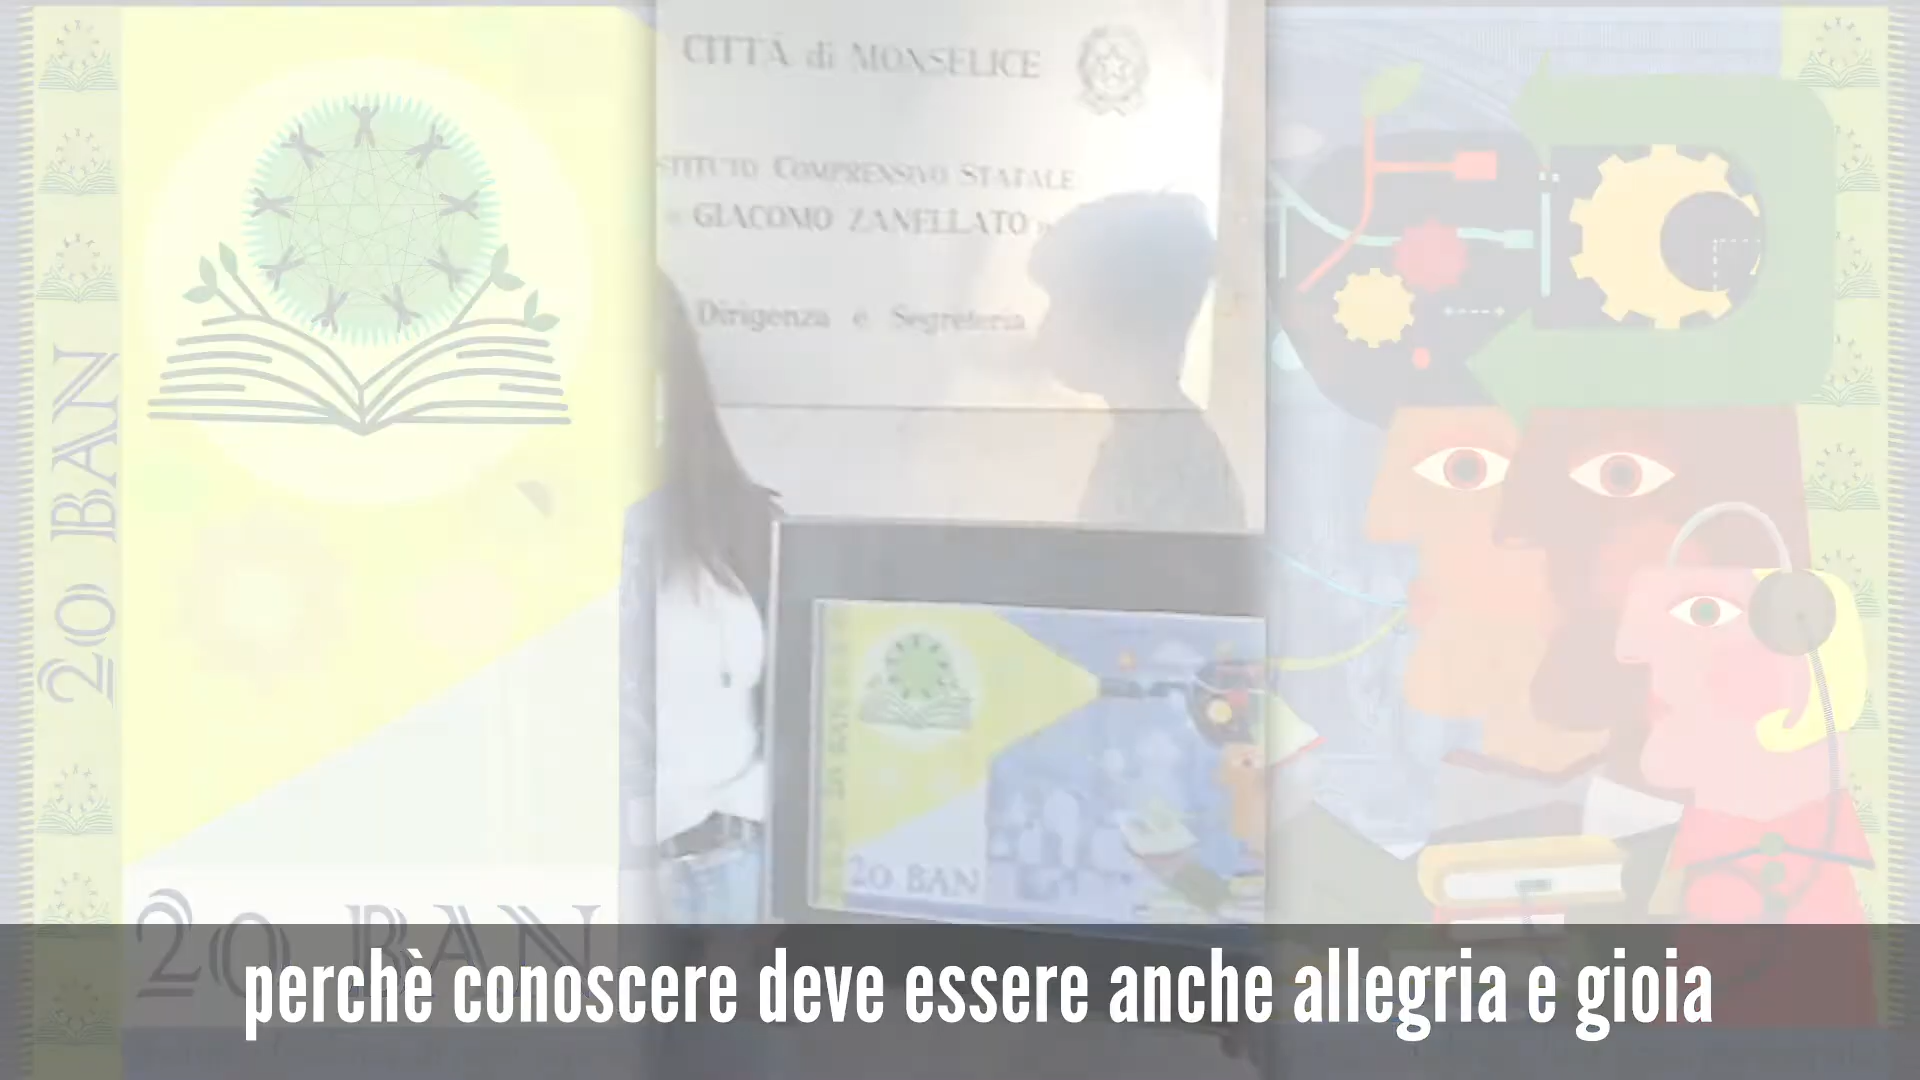 CITTÀ di MONSELICE
STITUTO COMPRENSIVO STATALE
« GIACOMO ZANELLATO »
Dirigenza e Segreteria
20 BAN
20 BAN
20 BAN
perchè conoscere deve essere anche allegria e gioia